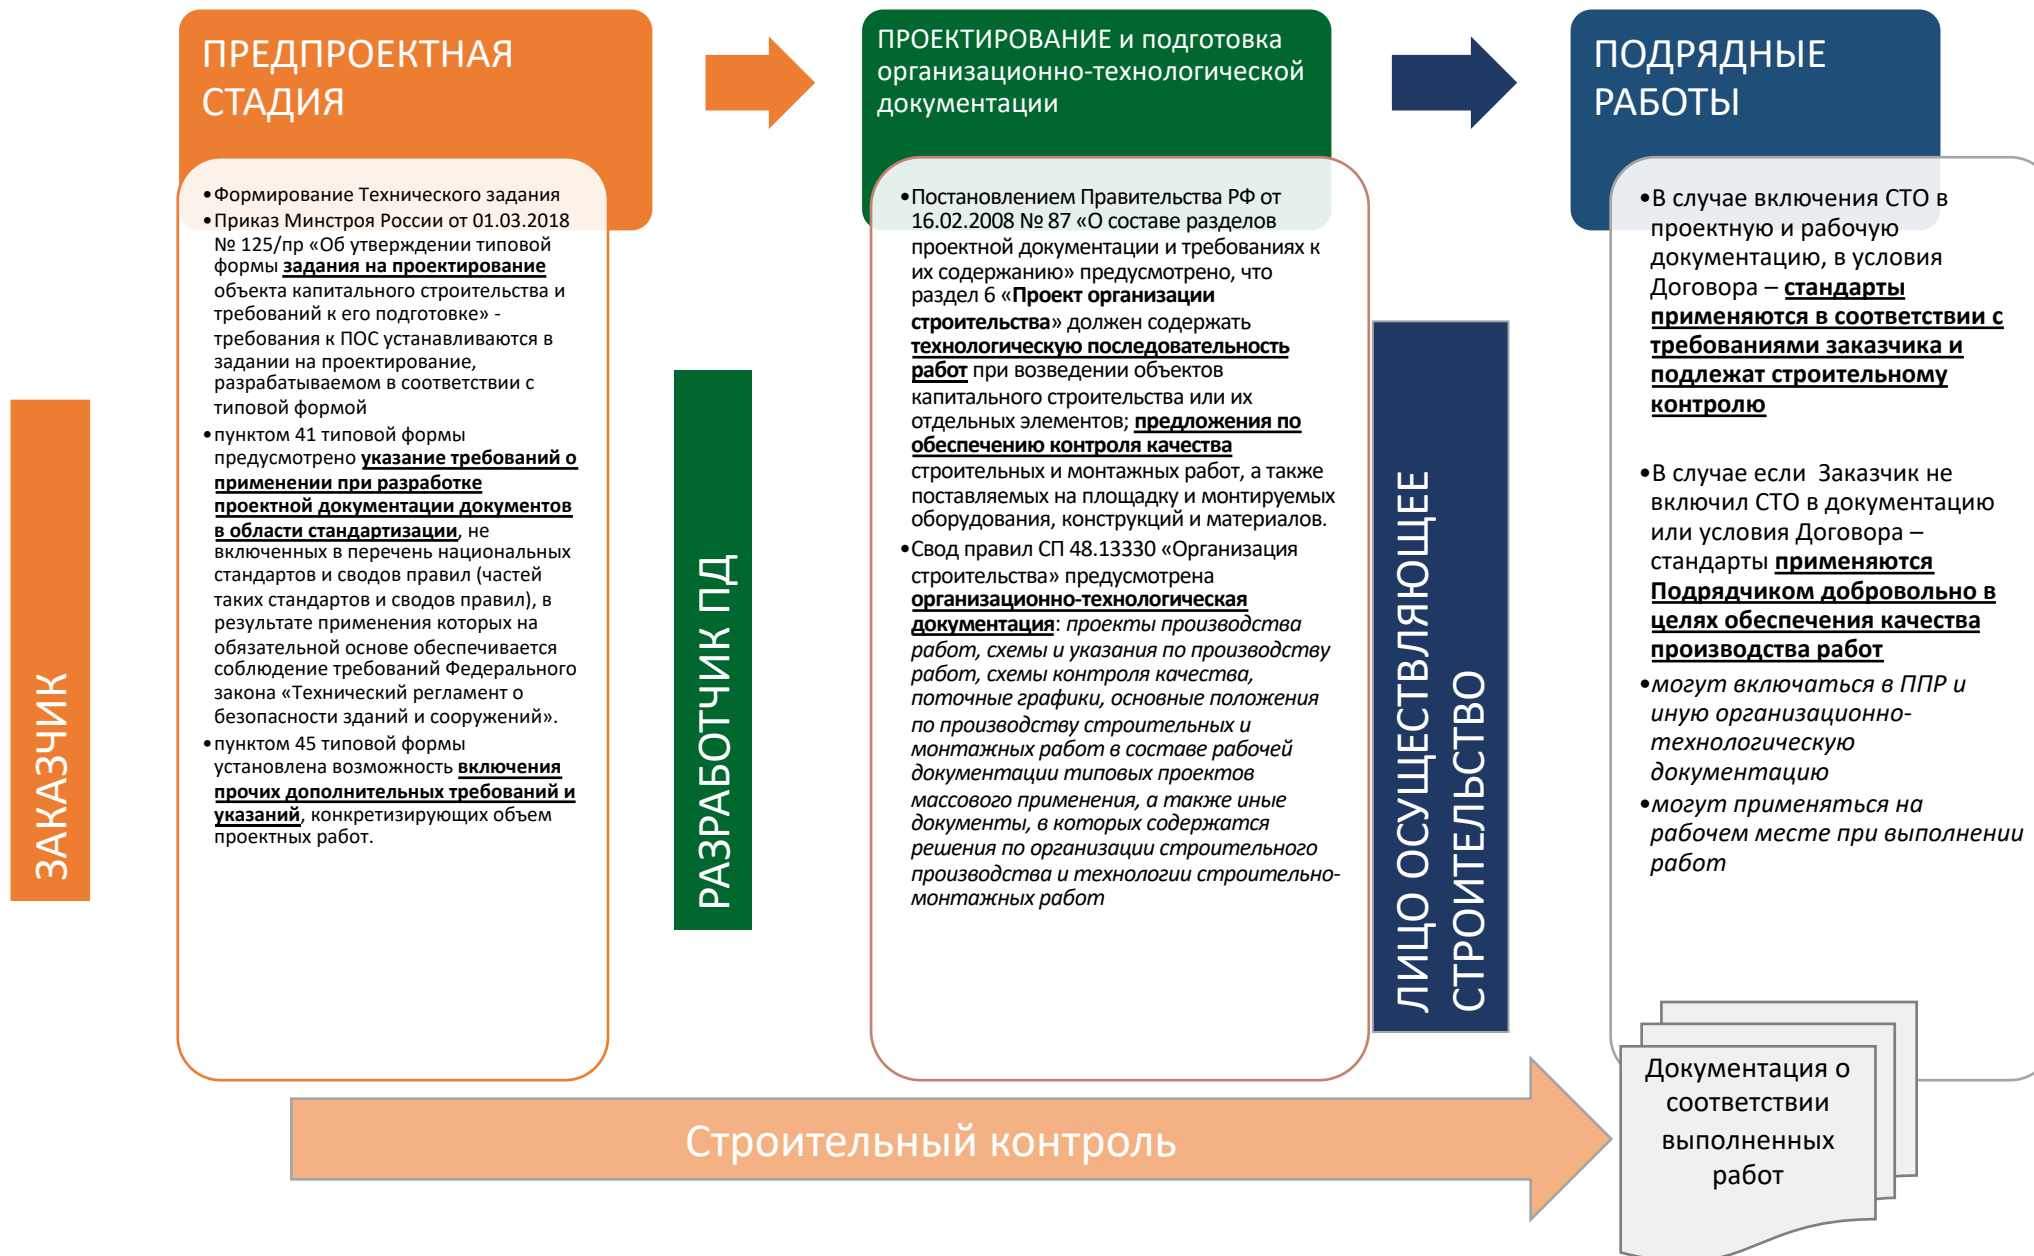 ЗАКАЗЧИК
ПРЕДПРОЕКТНАЯ
СТАДИЯ
•Формирование Технического задания
•Приказ Минстроя России от 01.03.2018
№ 125/пр «Об утверждении типовой
формы задания на проектирование
объекта капитального строительства и
требований к его подготовке» -
требования к ПОС устанавливаются в
задании на проектирование,
разрабатываемом в соответствии с
типовой формой
•пунктом 41 типовой формы
предусмотрено указание требований о
применении при разработке
проектной документации документов
в области стандартизации, не
включенных в перечень национальных
стандартов и сводов правил (частей
таких стандартов и сводов правил), в
результате применения которых на
обязательной основе обеспечивается
соблюдение требований Федерального
закона «Технический регламент о
безопасности зданий и сооружений».
•пунктом 45 типовой формы
установлена возможность включения
прочих дополнительных требований и
указаний, конкретизирующих объем
проектных работ.
РАЗРАБОТЧИК ПД
ПРОЕКТИРОВАНИЕ и подготовка
организационно-технологической
документации
•Постановлением Правительства РФ от
16.02.2008 № 87 «О составе разделов
проектной документации и требованиях к
их содержанию» предусмотрено, что
раздел 6 «Проект организации
строительства» должен содержать
технологическую последовательность
работ при возведении объектов
капитального строительства или их
отдельных элементов; предложения по
обеспечению контроля качества
строительных и монтажных работ, а также
поставляемых на площадку и монтируемых
оборудования, конструкций и материалов.
•Свод правил СП 48.13330 «Организация
строительства» предусмотрена
организационно-технологическая
документация: проекты производства
работ, схемы и указания по производству
работ, схемы контроля качества,
поточные графики, основные положения
по производству строительных и
монтажных работ в составе рабочей
документации типовых проектов
массового применения, а также иные
документы, в которых содержатся
решения по организации строительного
производства и технологии строительно-
монтажных работ
ЛИЦО ОСУЩЕСТВЛЯЮЩЕЕ
СТРОИТЕЛЬСТВО
ПОДРЯДНЫЕ
РАБОТЫ
•В случае включения СТО в
проектную и рабочую
документацию, в условия
Договора – стандарты
применяются в соответствии с
требованиями заказчика и
подлежат строительному
контролю
•В случае если Заказчик не
включил СТО в документацию
или условия Договора –
стандарты применяются
Подрядчиком добровольно в
целях обеспечения качества
производства работ
•могут включаться в ППР и
иную организационно-
технологическую
документацию
•могут применяться на
рабочем месте при выполнении
работ
Строительный контроль
Документация о
соответствии
выполненных
работ